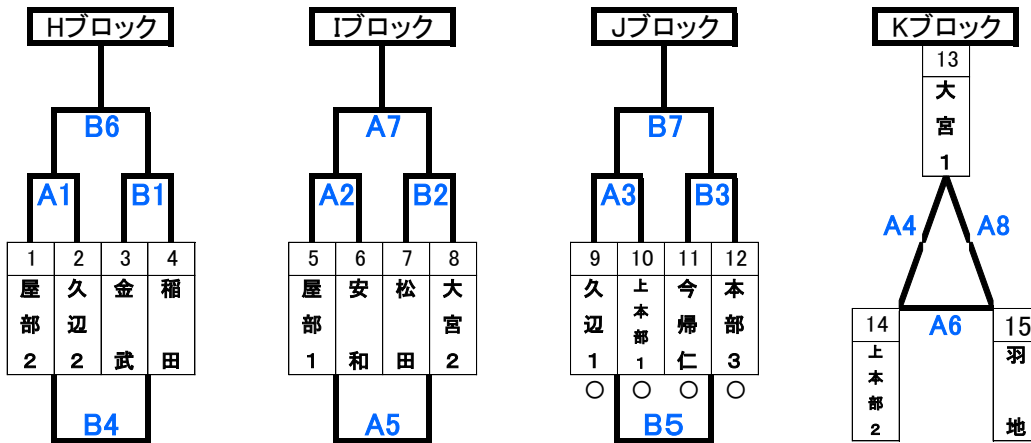 Hブロック Iブロック Jブロック Kブロック
13
大宮1
B6 A7 B7
A1 B1 A2 B2 A3 B3 A4 A8
1 2 3 4 5 6 7 8 9 10 11 12
屋部2 久辺2 金武 稲田 屋部1 安和 松田 大宮2 久辺1 上本部1 今帰仁 本部3
A6
14 15
上本部2 羽地
○ ○ ○ ○
B4 A5 B5